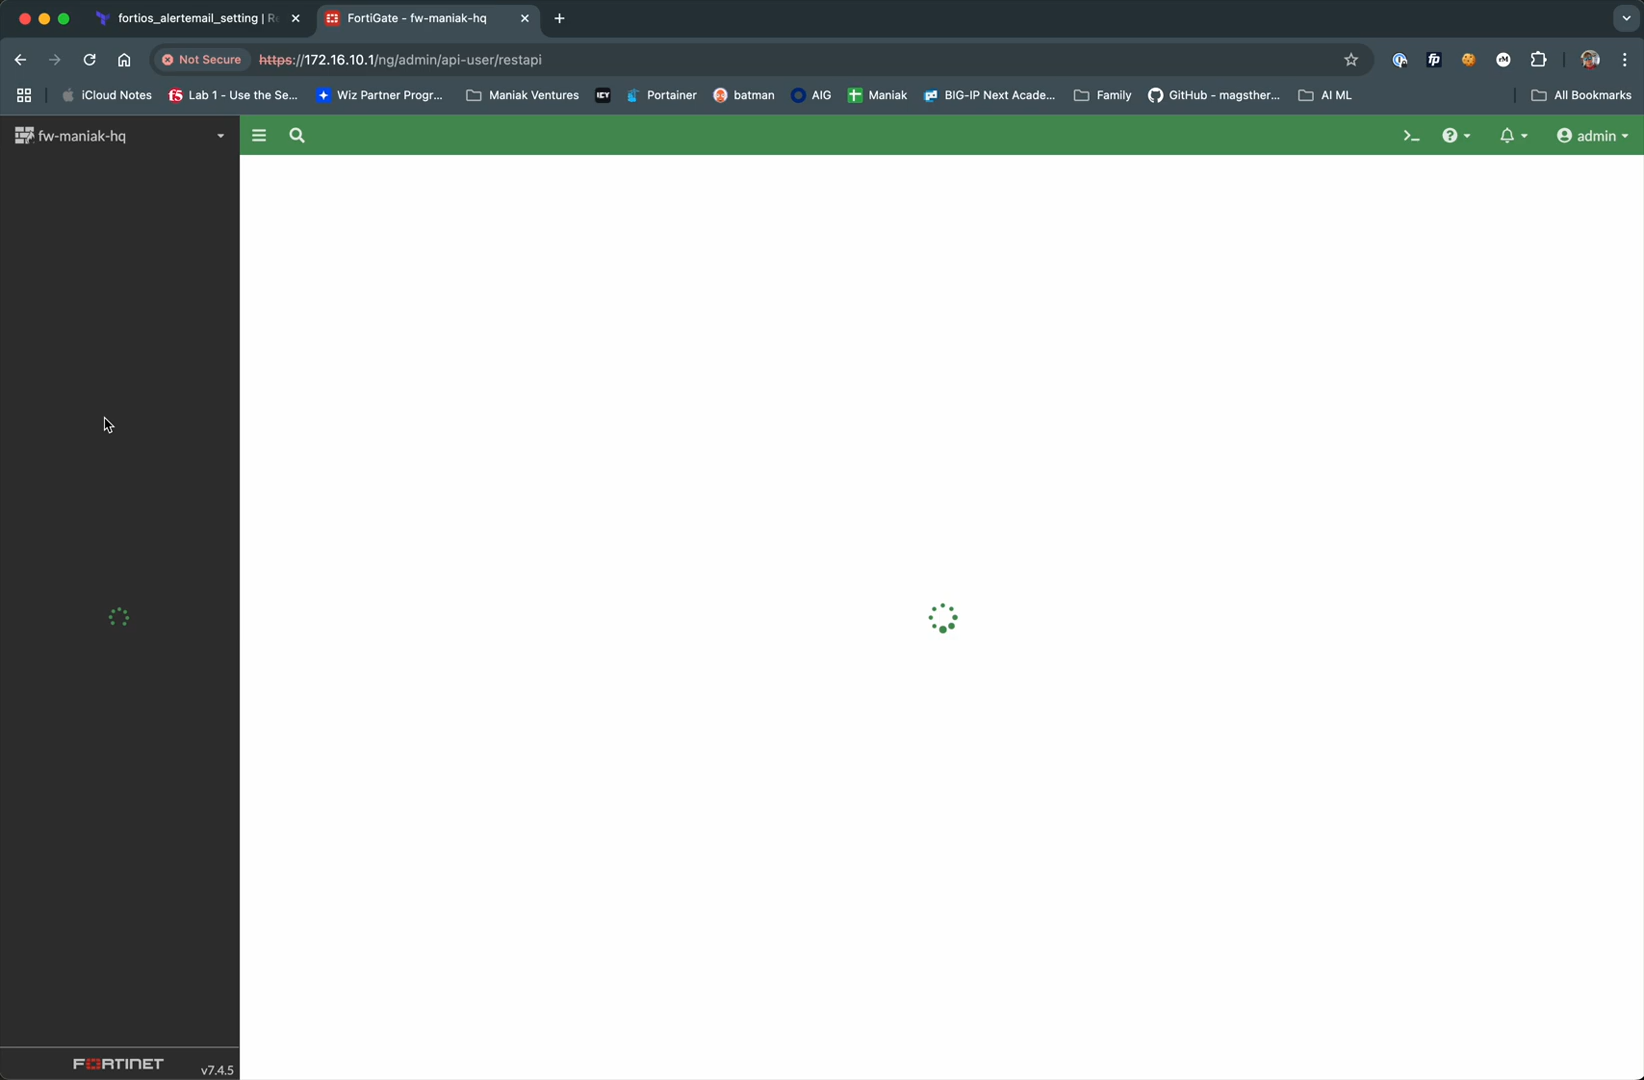 fortios_alertemail_setting | Re
FortiGate - fw-maniak-hq
Not Secure
https://172.16.10.1/ng/admin/api-user/restapi
iCloud Notes
Lab 1 - Use the Se...
Wiz Partner Progr...
Maniak Ventures
Portainer
batman
AIG
Maniak
BIG-IP Next Acade...
Family
GitHub - magsther...
AI ML
All Bookmarks
fw-maniak-hq
admin
FORTINET
v7.4.5